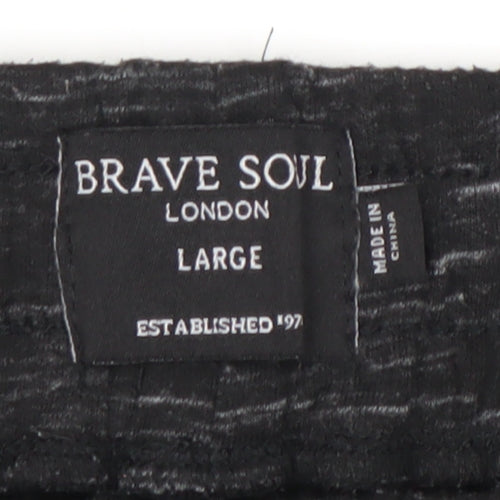 BRAVE SOUL
LONDON
LARGE
ESTABLISHED
MADE IN
CHINA